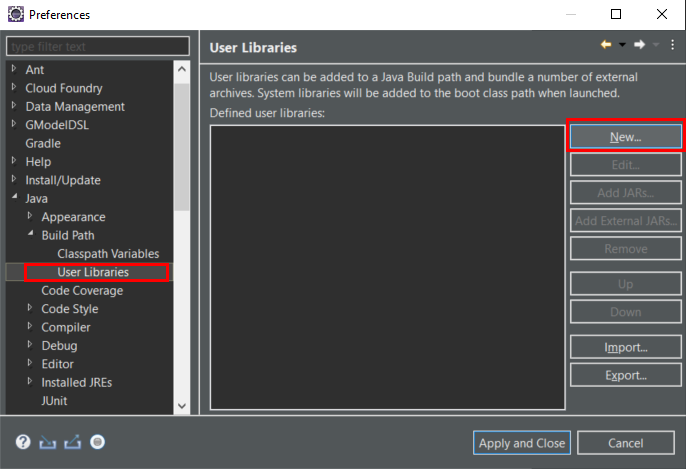 Preferences
type filter text
Ant
Cloud Foundry
Data Management
GModelDSL
Gradle
Help
Install/Update
Java
Appearance
Build Path
Classpath Variables
User Libraries
Code Coverage
Code Style
Compiler
Debug
Editor
Installed JREs
JUnit
User Libraries
User libraries can be added to a Java Build path and bundle a number of external
archives. System libraries will be added to the boot class path when launched.
Defined user libraries:
New...
Edit...
Add JARs...
Add External JARs...
Remove
Up
Down
Import...
Export...
Apply and Close
Cancel